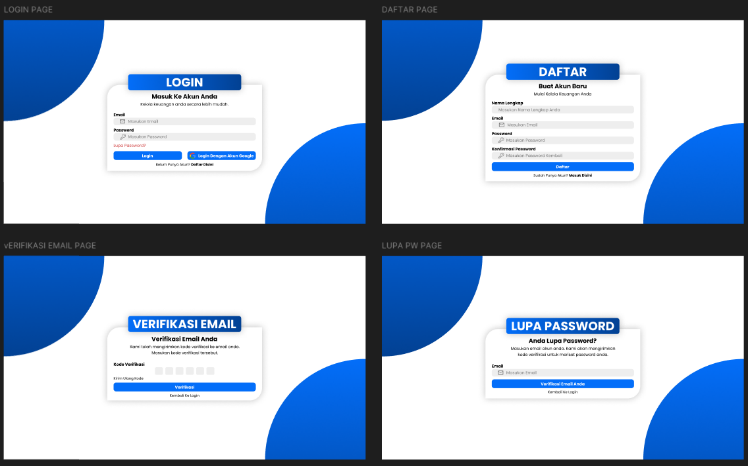 LOGIN PAGE
LOGIN
Masuk Ke Akun Anda
Kelola keuangan anda secara lebih mudah
Email
Masukan Email
Password
Masukan Password
Lupa Password?
Login
Login Dengan Akun Google
Belum Punya Akun? Daftar Disini
DAFTAR PAGE
DAFTAR
Buat Akun Baru
Mulai Kelola Keuangan Anda
Nama Lengkap
Masukan Nama Lengkap Anda
Email
Masukan Email
Password
Masukan Password
Konfirmasi Password
Masukan Password Kembali
Daftar
Sudah Punya Akun? Masuk Disini
vERIFIKASI EMAIL PAGE
VERIFIKASI EMAIL
Verifikasi Email Anda
Kami telah mengirimkan kode verifikasi ke email anda.
Masukan kode verifikasi tersebut.
Kode Verifikasi
Kirim Ulang Kode
Verifikasi
Kembali Ke Login
LUPA PW PAGE
LUPA PASSWORD
Anda Lupa Password?
Masukan email akun anda, Kami akan mengirimkan
kode verifikasi untuk mereset password anda.
Email
Masukan Email
Verifikasi Email Anda
Kembali Ke Login